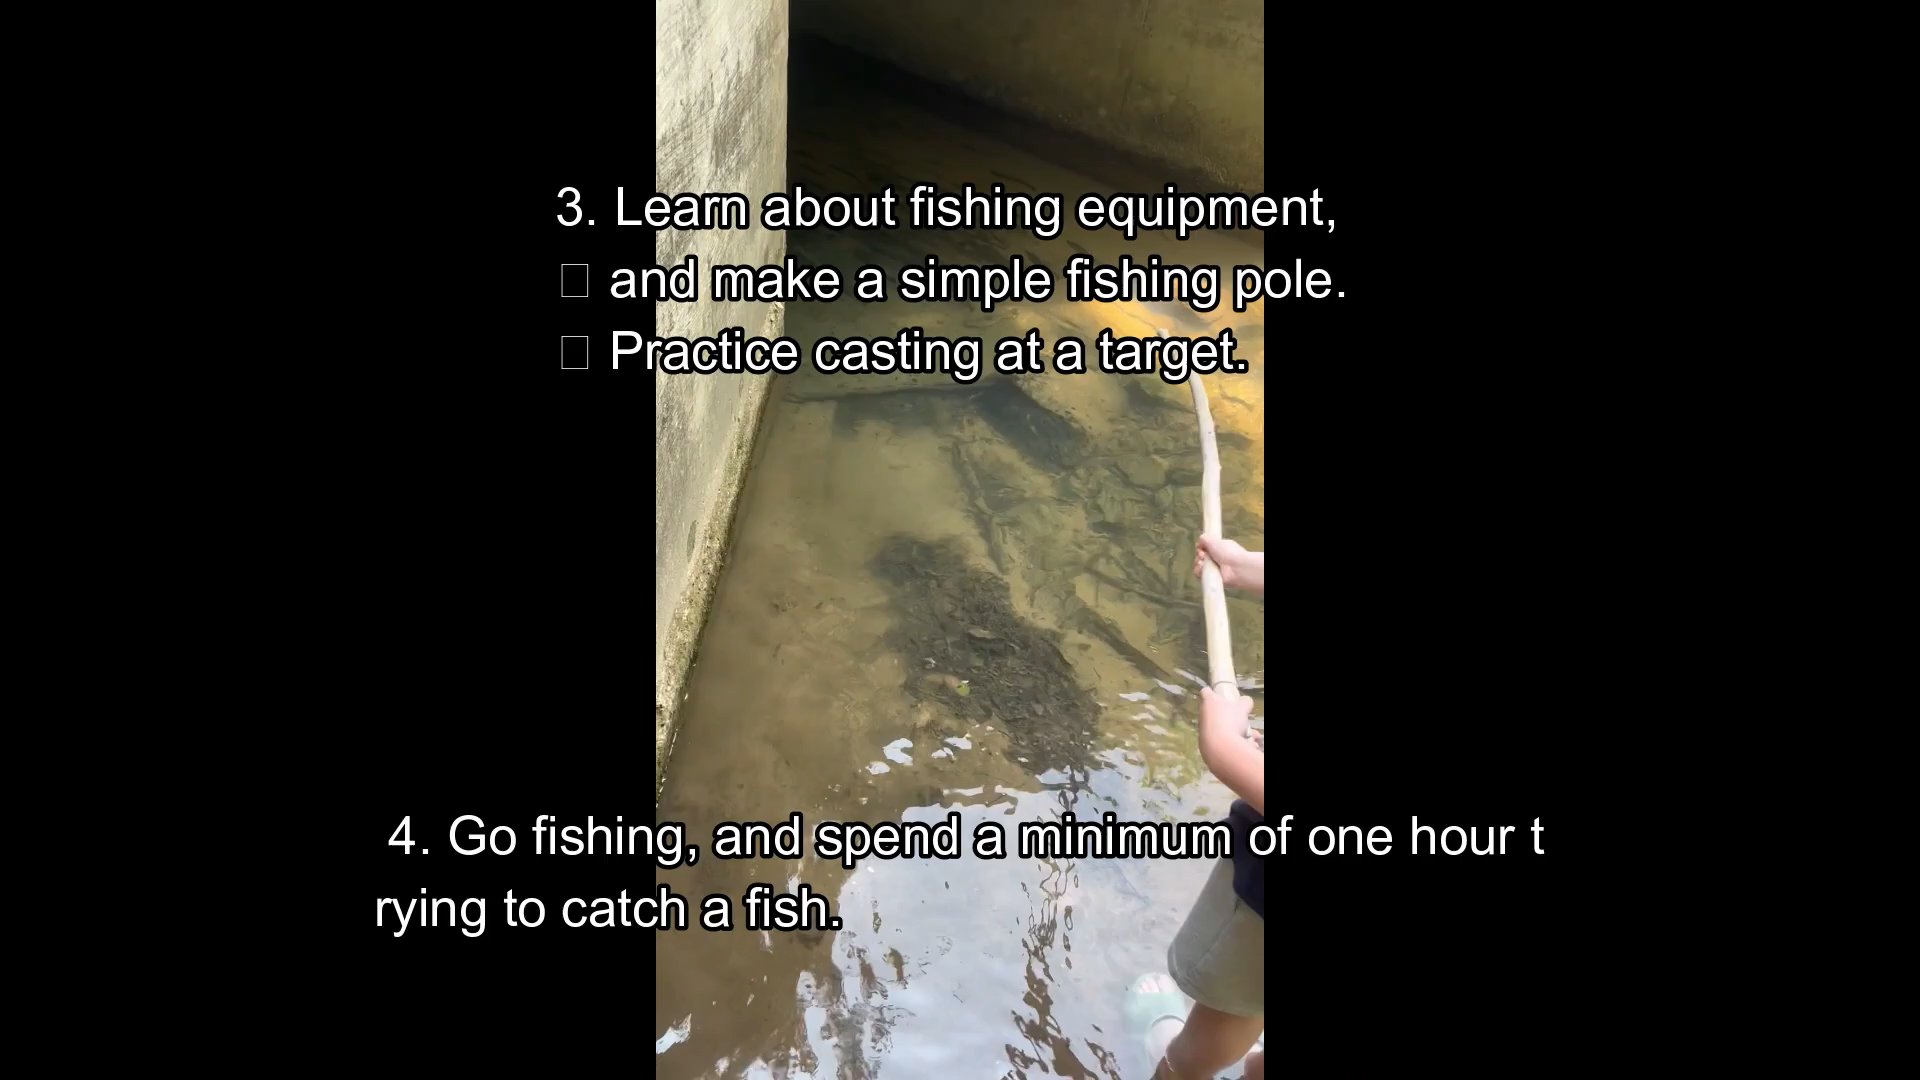 3. Learn about fishing equipment,
□ and make a simple fishing pole.
□ Practice casting at a target.
4. Go fishing, and spend a minimum of one hour t
rying to catch a fish.